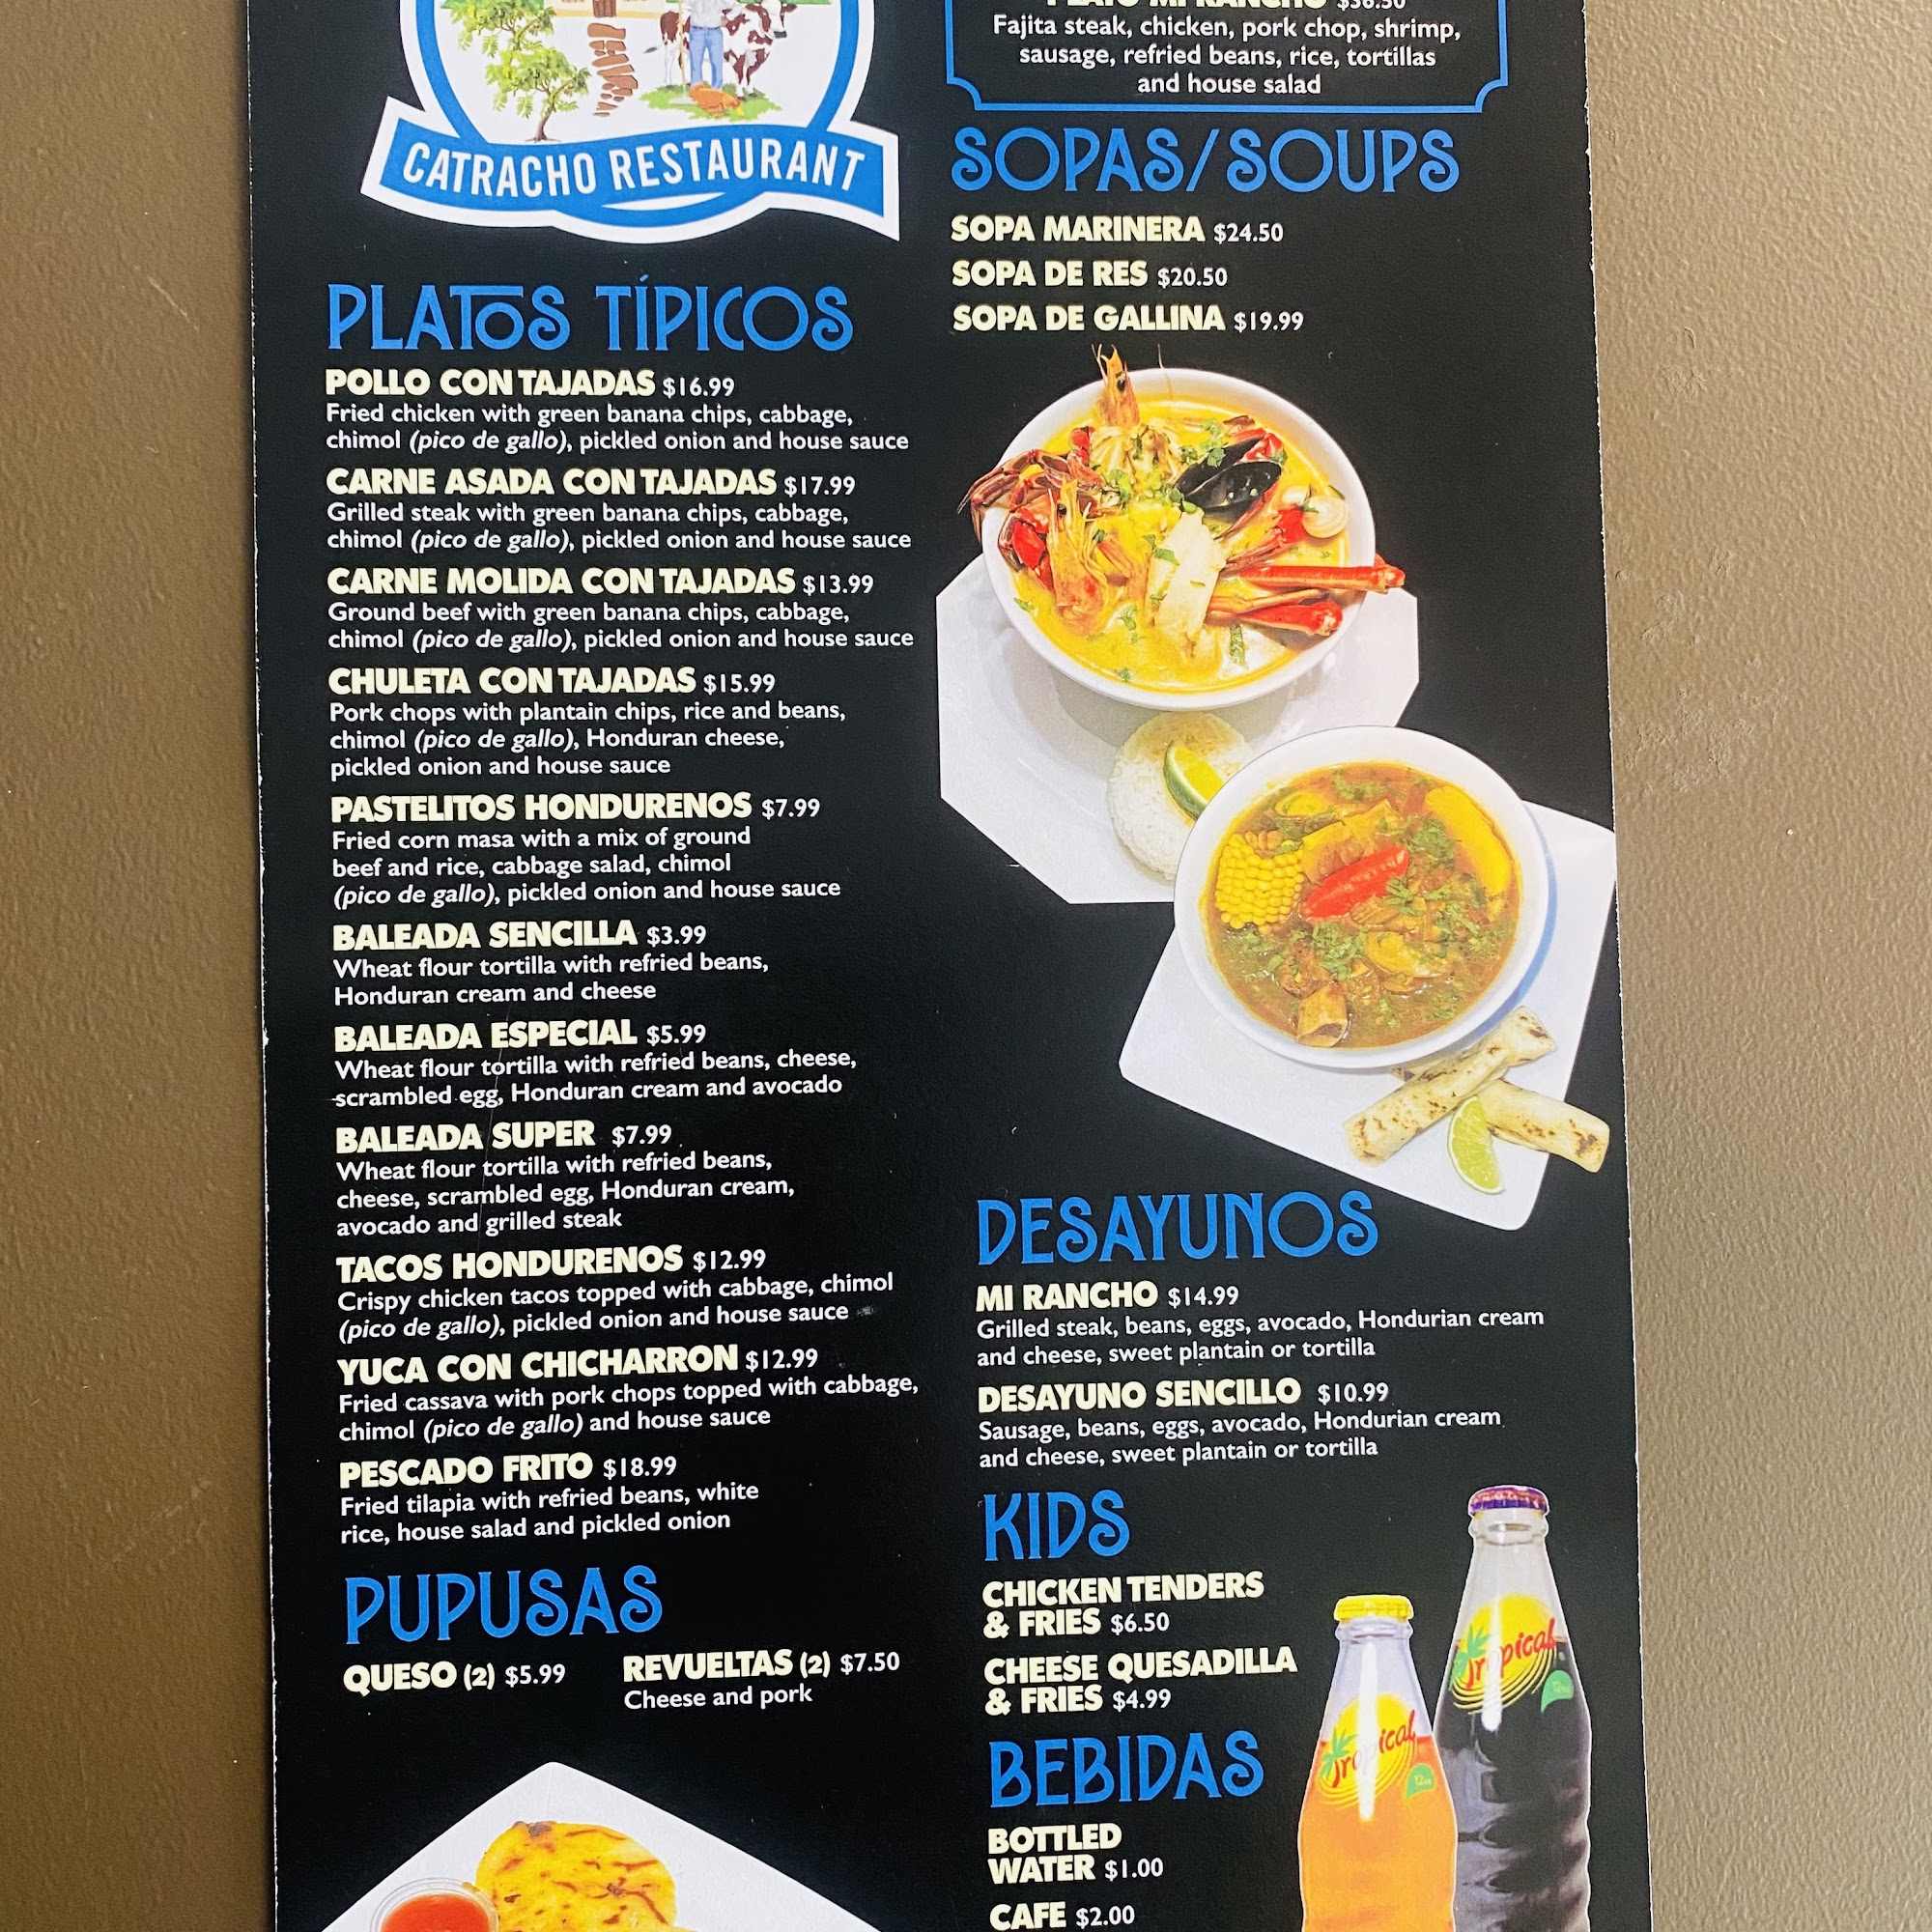 CATRACHO RESTAURANT
PLATOS TÍPICOS
POLLO CON TAJADAS $16.99
Fried chicken with green banana chips, cabbage,
chimol (pico de gallo), pickled onion and house sauce
CARNE ASADA CON TAJADAS $17.99
Grilled steak with green banana chips, cabbage,
chimol (pico de gallo), pickled onion and house sauce
CARNE MOLIDA CON TAJADAS $13.99
Ground beef with green banana chips, cabbage,
chimol (pico de gallo), pickled onion and house sauce
CHULETA CON TAJADAS $15.99
Pork chops with plantain chips, rice and beans,
chimol (pico de gallo), Honduran cheese,
pickled onion and house sauce
PASTELITOS HONDURENOS $7.99
Fried corn masa with a mix of ground
beef and rice, cabbage salad, chimol
(pico de gallo), pickled onion and house sauce
BALEADA SENCILLA $3.99
Wheat flour tortilla with refried beans,
Honduran cream and cheese
BALEADA ESPECIAL $5.99
Wheat flour tortilla with refried beans, cheese,
scrambled egg, Honduran cream and avocado
BALEADA SUPER $7.99
Wheat flour tortilla with refried beans,
cheese, scrambled egg, Honduran cream,
avocado and grilled steak
TACOS HONDURENOS $12.99
Crispy chicken tacos topped with cabbage, chimol
(pico de gallo), pickled onion and house sauce
YUCA CON CHICHARRON $12.99
Fried cassava with pork chops topped with cabbage,
chimol (pico de gallo) and house sauce
PESCADO FRITO $18.99
Fried tilapia with refried beans, white
rice, house salad and pickled onion
PUPUSAS
QUESO (2) $5.99
REVUELTAS (2) $7.50
Cheese and pork
PLATO MI RANCHO $36.50
Fajita steak, chicken, pork chop, shrimp,
sausage, refried beans, rice, tortillas
and house salad
SOPAS/SOUPS
SOPA MARINERA $24.50
SOPA DE RES $20.50
SOPA DE GALLINA $19.99
DESAYUNOS
MI RANCHO $14.99
Grilled steak, beans, eggs, avocado, Hondurian cream
and cheese, sweet plantain or tortilla
DESAYUNO SENCILLO $10.99
Sausage, beans, eggs, avocado, Hondurian cream
and cheese, sweet plantain or tortilla
KIDS
CHICKEN TENDERS
& FRIES $6.50
CHEESE QUESADILLA
& FRIES $4.99
BEBIDAS
BOTTLED
WATER $1.00
CAFE $2.00
Tropical
Tropical